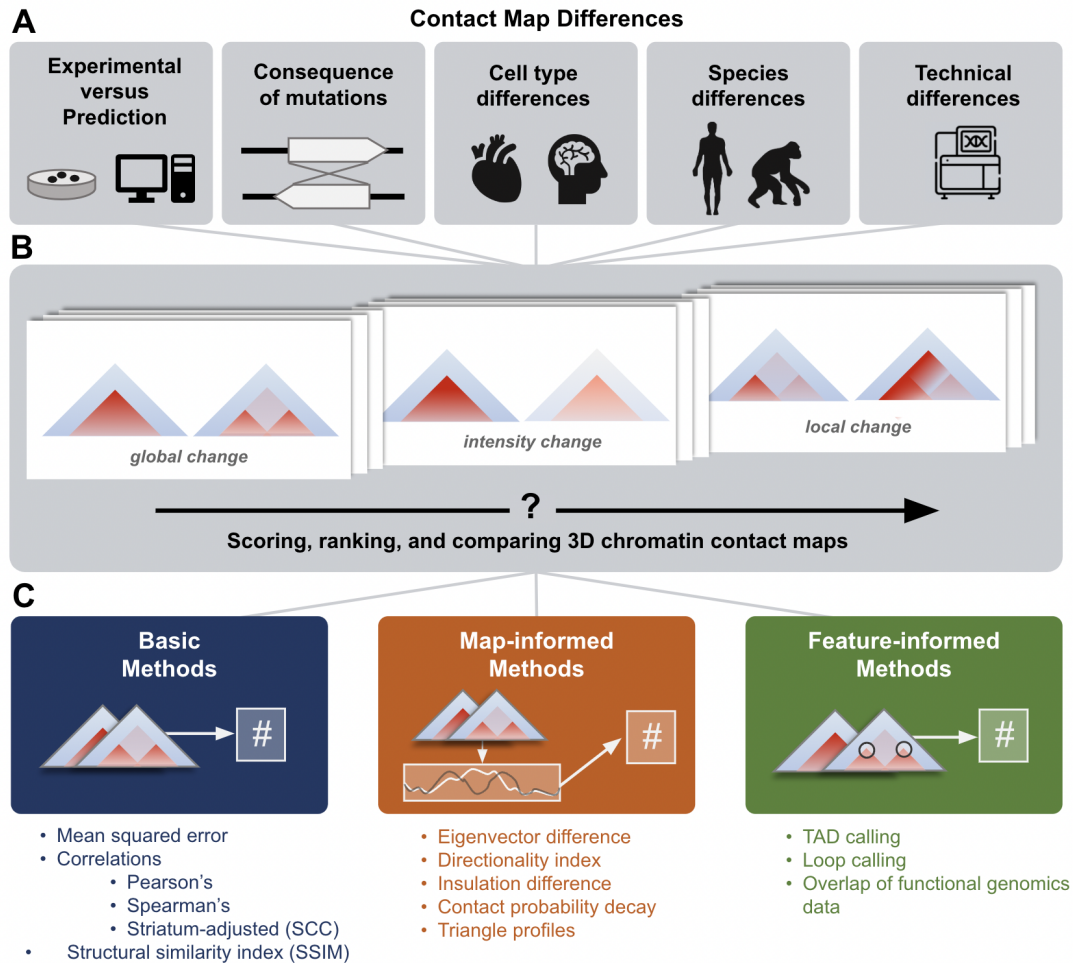 A
Contact Map Differences
Experimental
versus
Prediction
Consequence
of mutations
Cell type
differences
Species
differences
Technical
differences
B
global change
intensity change
local change
?
Scoring, ranking, and comparing 3D chromatin contact maps
C
Basic
Methods
#
• Mean squared error
• Correlations
• Pearson's
• Spearman's
• Striatum-adjusted (SCC)
• Structural similarity index (SSIM)
Map-informed
Methods
#
• Eigenvector difference
• Directionality index
• Insulation difference
• Contact probability decay
• Triangle profiles
Feature-informed
Methods
#
• TAD calling
• Loop calling
• Overlap of functional genomics
data